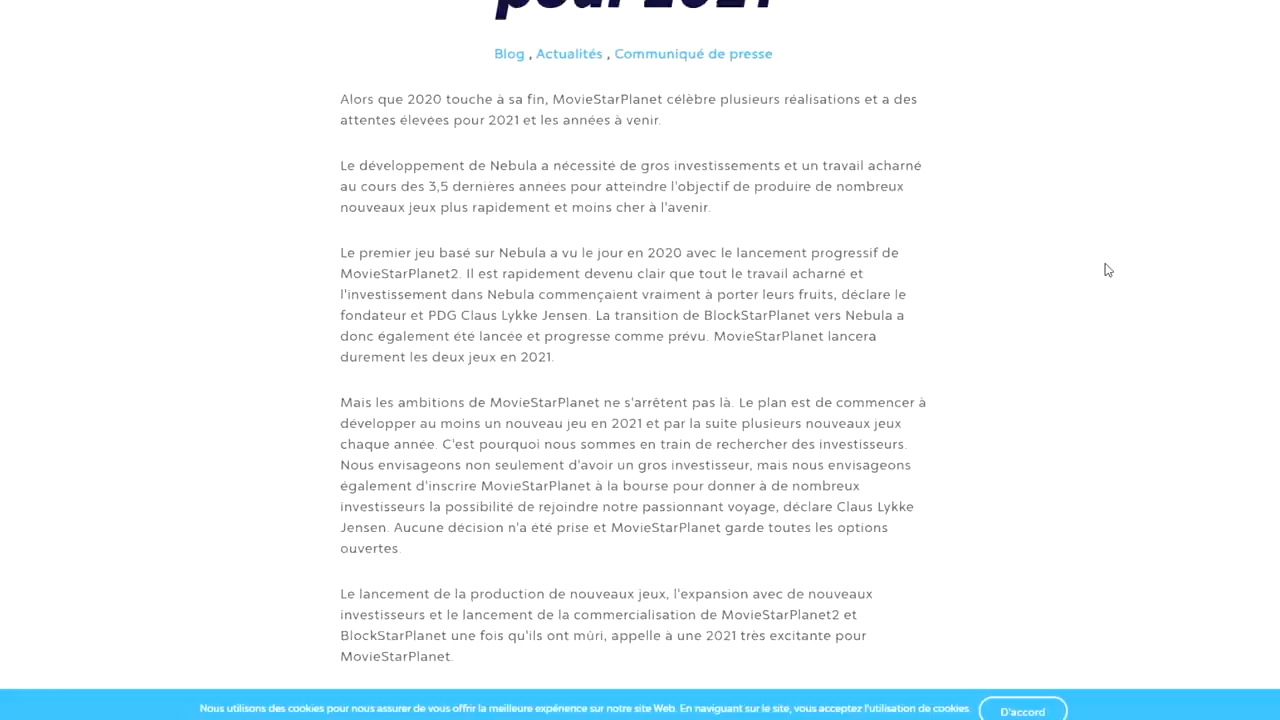 pour 2021
Blog , Actualités , Communiqué de presse
Alors que 2020 touche à sa fin, MovieStarPlanet célèbre plusieurs réalisations et a des
attentes élevées pour 2021 et les années à venir.
Le développement de Nebula a nécessité de gros investissements et un travail acharné
au cours des 3,5 dernières années pour atteindre l'objectif de produire de nombreux
nouveaux jeux plus rapidement et moins cher à l'avenir.
Le premier jeu basé sur Nebula a vu le jour en 2020 avec le lancement progressif de
MovieStarPlanet2. Il est rapidement devenu clair que tout le travail acharné et
l'investissement dans Nebula commençaient vraiment à porter leurs fruits, déclare le
fondateur et PDG Claus Lykke Jensen. La transition de BlockStarPlanet vers Nebula a
donc également été lancée et progresse comme prévu. MovieStarPlanet lancera
durement les deux jeux en 2021.
Mais les ambitions de MovieStarPlanet ne s'arrêtent pas là. Le plan est de commencer à
développer au moins un nouveau jeu en 2021 et par la suite plusieurs nouveaux jeux
chaque année. C'est pourquoi nous sommes en train de rechercher des investisseurs.
Nous envisageons non seulement d'avoir un gros investisseur, mais nous envisageons
également d'inscrire MovieStarPlanet à la bourse pour donner à de nombreux
investisseurs la possibilité de rejoindre notre passionnant voyage, déclare Claus Lykke
Jensen. Aucune décision n'a été prise et MovieStarPlanet garde toutes les options
ouvertes.
Le lancement de la production de nouveaux jeux, l'expansion avec de nouveaux
investisseurs et le lancement de la commercialisation de MovieStarPlanet2 et
BlockStarPlanet une fois qu'ils ont mûri, appelle à une 2021 très excitante pour
MovieStarPlanet.
Nous utilisons des cookies pour nous assurer de vous offrir la meilleure expérience sur notre site Web. En naviguant sur le site, vous acceptez l'utilisation de cookies.
D'accord